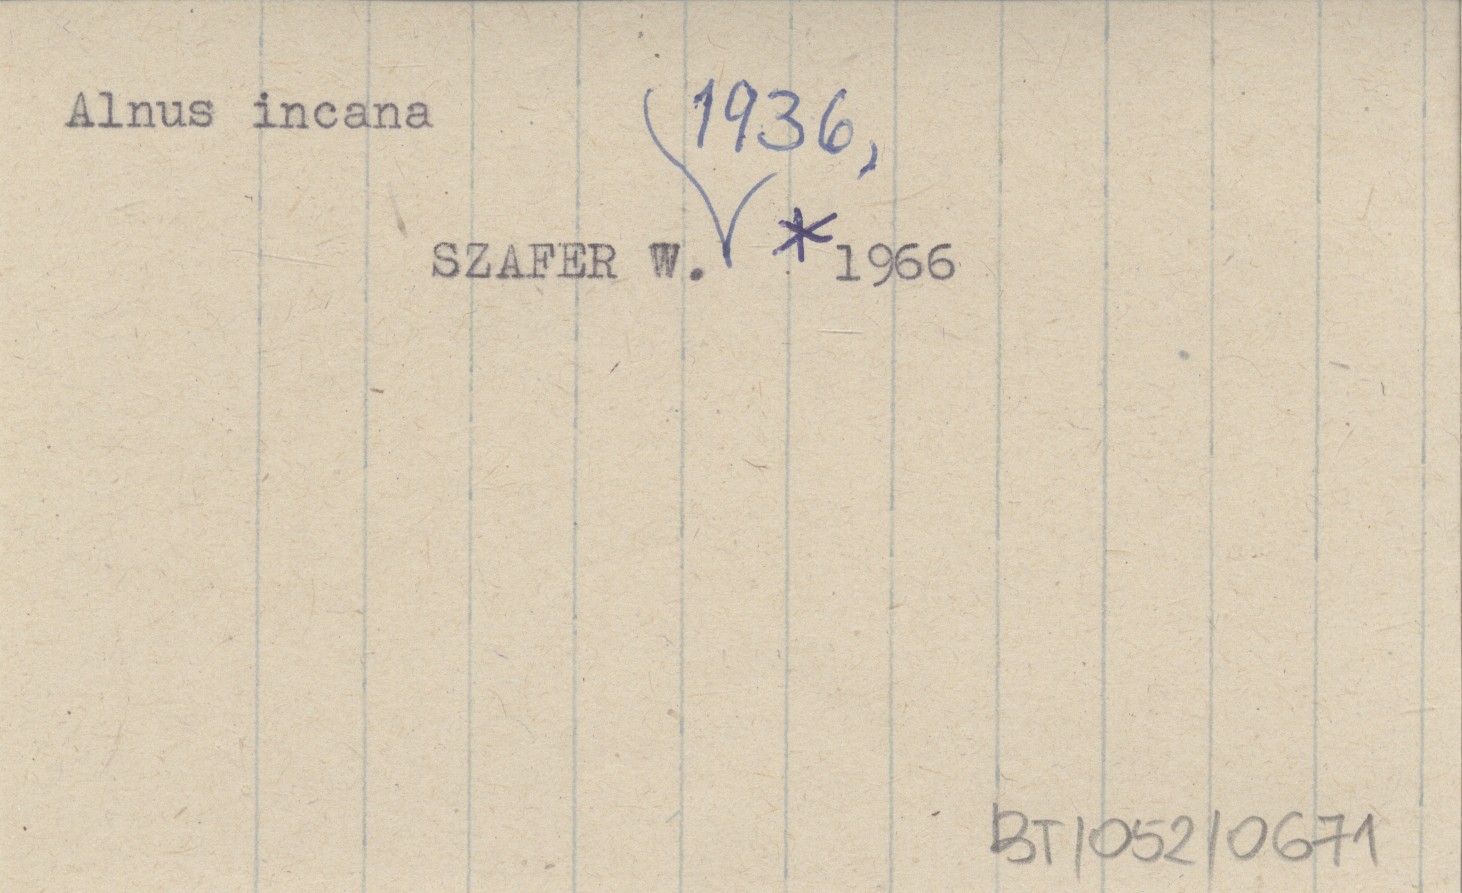 Alnus incana
1936,
SZAFER W. *1966
BT/052/0671